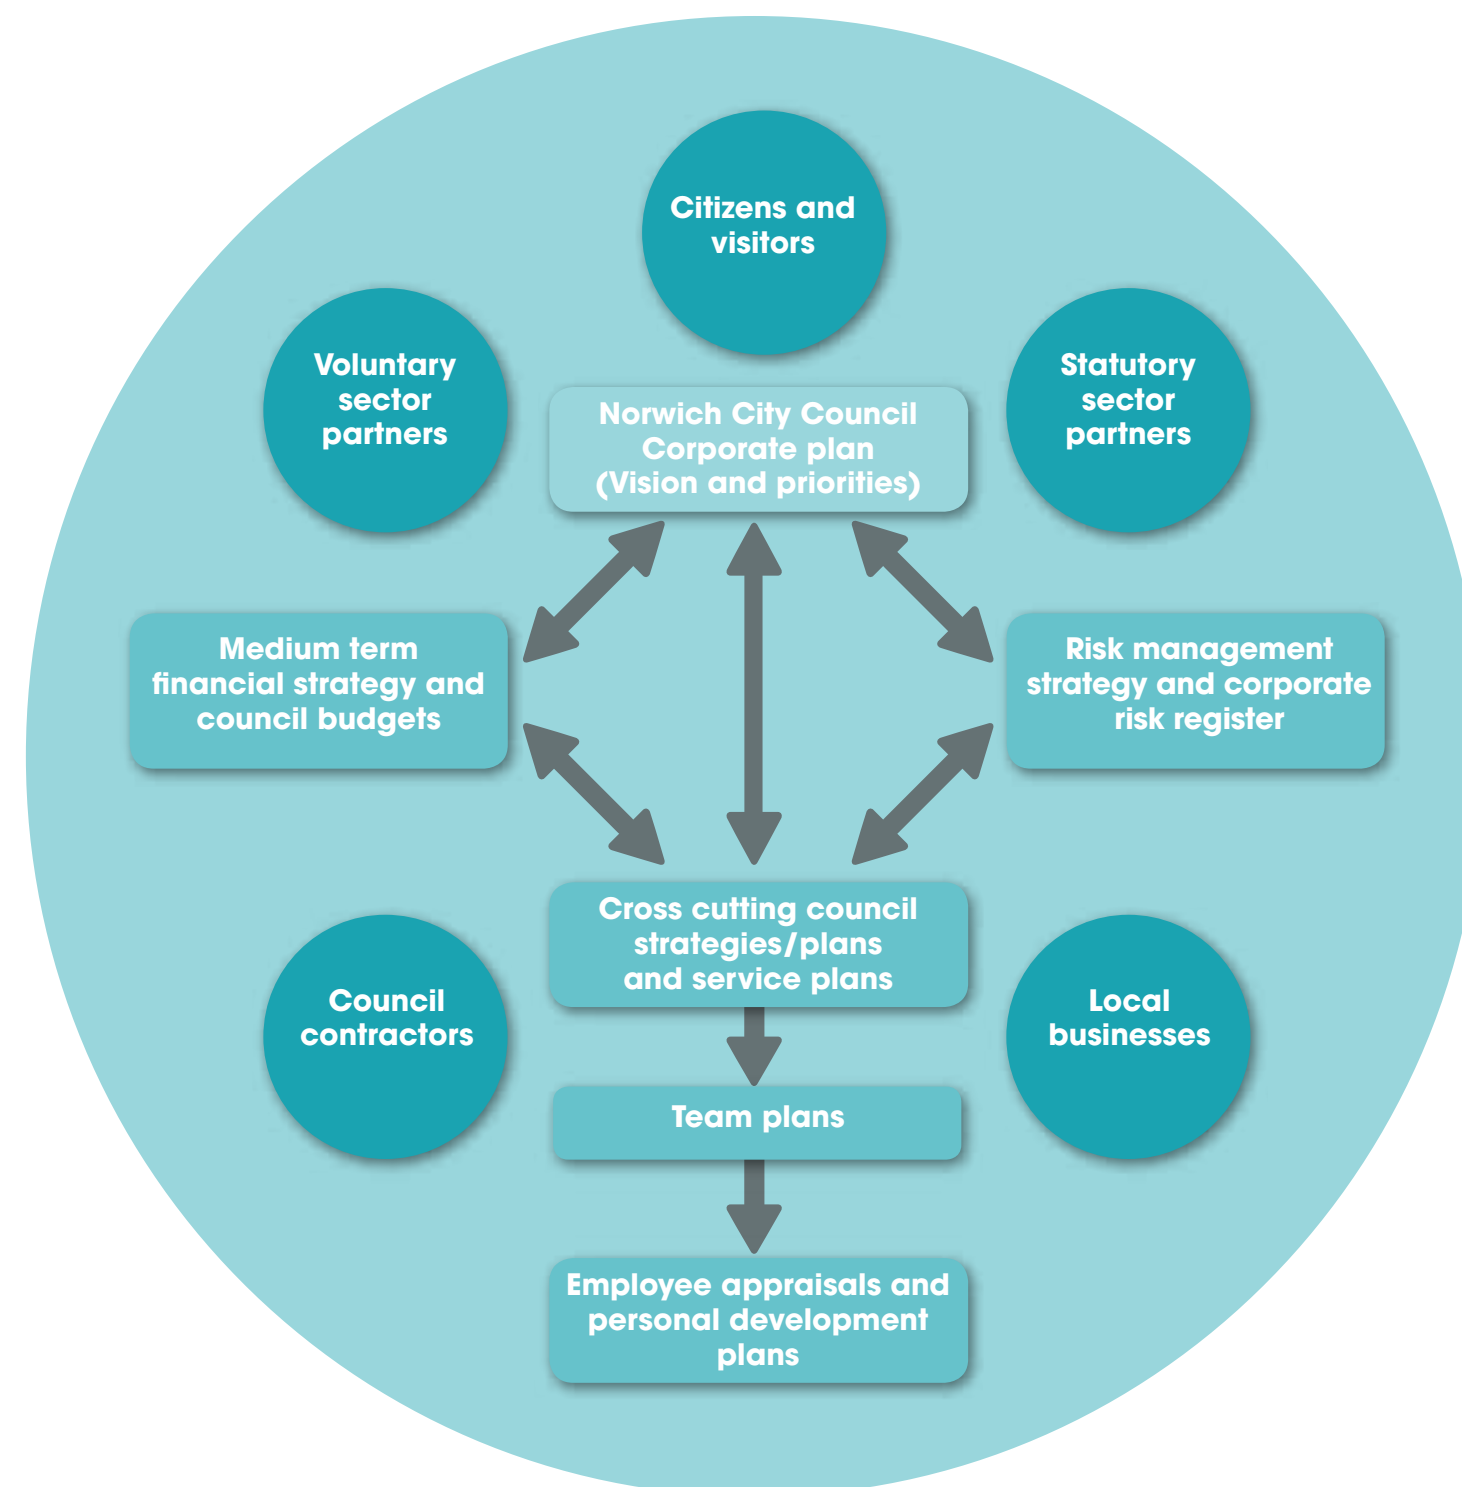 Citizens and
visitors
Voluntary
sector
partners
Statutory
sector
partners
Norwich City Council
Corporate plan
(Vision and priorities)
Medium term
financial strategy and
council budgets
Risk management
strategy and corporate
risk register
Cross cutting council
strategies/plans
and service plans
Council
contractors
Local
businesses
Team plans
Employee appraisals and
personal development
plans